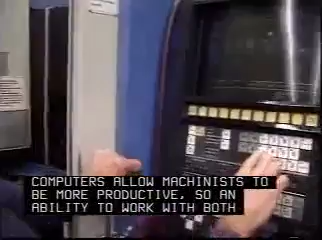 COMPUTERS ALLOW MACHINISTS TO
BE MORE PRODUCTIVE, SO AN
ABILITY TO WORK WITH BOTH